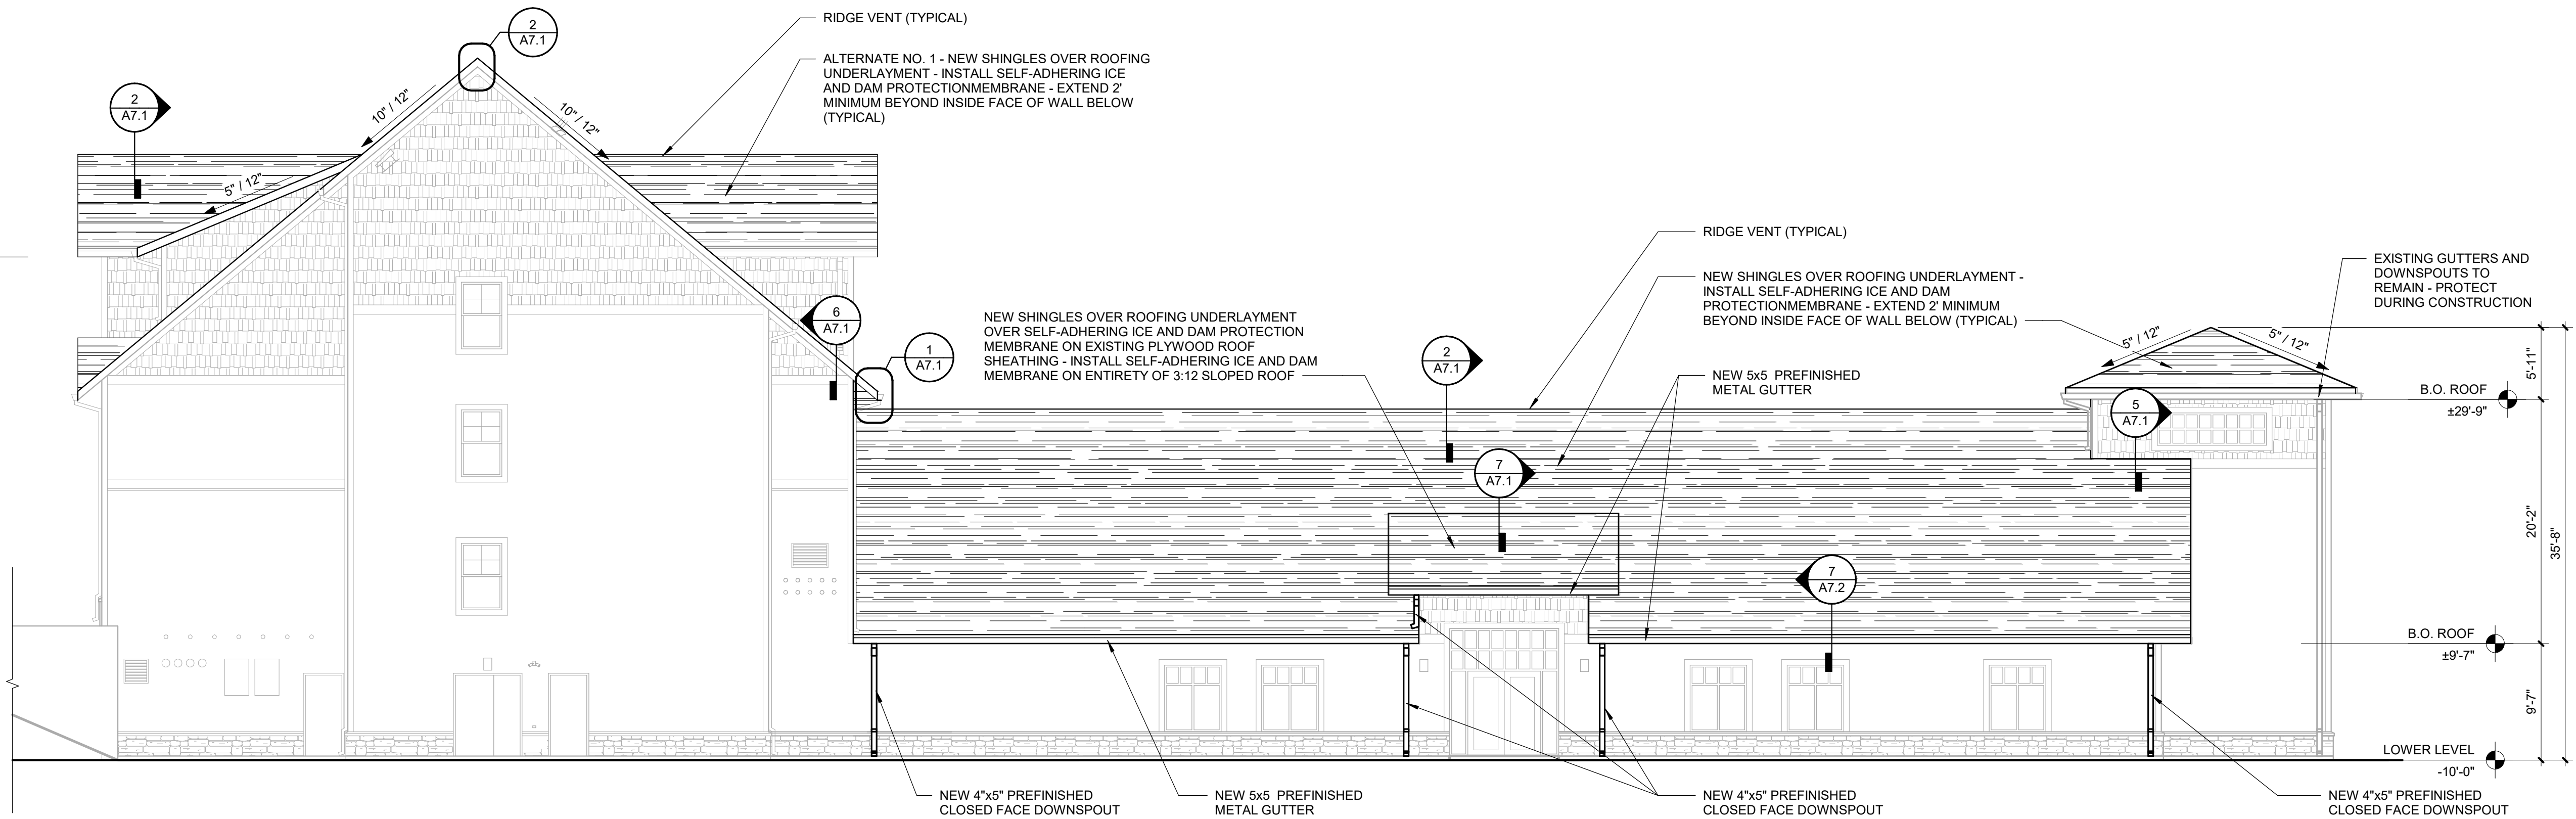 2
A7.1
RIDGE VENT (TYPICAL)
ALTERNATE NO. 1 - NEW SHINGLES OVER ROOFING
UNDERLAYMENT - INSTALL SELF-ADHERING ICE
AND DAM PROTECTIONMEMBRANE - EXTEND 2'
MINIMUM BEYOND INSIDE FACE OF WALL BELOW
(TYPICAL)
2
A7.1
10" / 12"
10" / 12"
5" / 12"
RIDGE VENT (TYPICAL)
NEW SHINGLES OVER ROOFING UNDERLAYMENT -
INSTALL SELF-ADHERING ICE AND DAM
PROTECTIONMEMBRANE - EXTEND 2' MINIMUM
BEYOND INSIDE FACE OF WALL BELOW (TYPICAL)
EXISTING GUTTERS AND
DOWNSPOUTS TO
REMAIN - PROTECT
DURING CONSTRUCTION
6
A7.1
1
A7.1
NEW SHINGLES OVER ROOFING UNDERLAYMENT
OVER SELF-ADHERING ICE AND DAM PROTECTION
MEMBRANE ON EXISTING PLYWOOD ROOF
SHEATHING - INSTALL SELF-ADHERING ICE AND DAM
MEMBRANE ON ENTIRETY OF 3:12 SLOPED ROOF
2
A7.1
NEW 5x5 PREFINISHED
METAL GUTTER
5" / 12"
5" / 12"
5'-11"
B.O. ROOF
±29'-9"
5
A7.1
7
A7.1
20'-2"
35'-8"
7
A7.2
B.O. ROOF
±9'-7"
9'-7"
LOWER LEVEL
-10'-0"
NEW 4"x5" PREFINISHED
CLOSED FACE DOWNSPOUT
NEW 5x5 PREFINISHED
METAL GUTTER
NEW 4"x5" PREFINISHED
CLOSED FACE DOWNSPOUT
NEW 4"x5" PREFINISHED
CLOSED FACE DOWNSPOUT